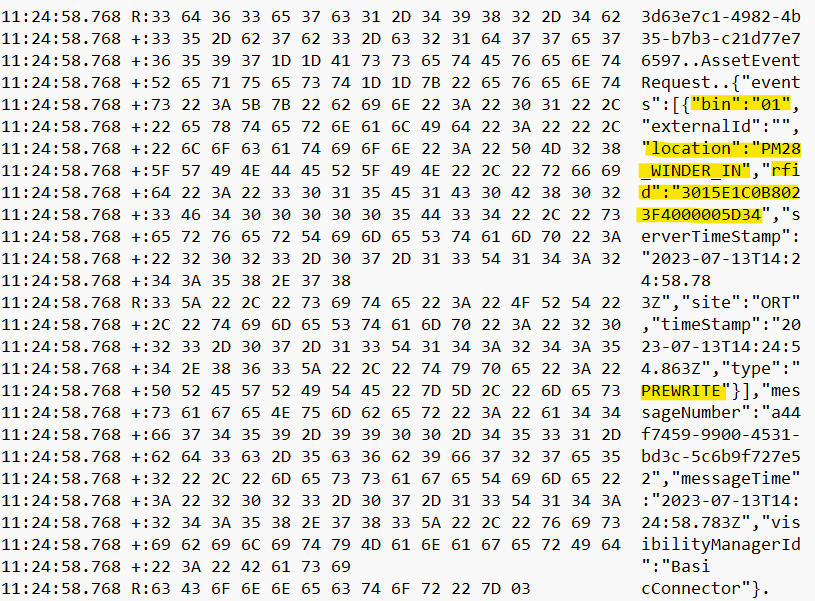 11:24:58.768 R:33 64 36 33 65 37 63 31 2D 34 39 38 32 2D 34 62 3d63e7c1-4982-4b
11:24:58.768 +:33 35 2D 62 37 62 33 2D 63 32 31 64 37 37 65 37 35-b7b3-c21d77e7
11:24:58.768 +:36 35 39 37 1D 1D 41 73 73 65 74 45 76 65 6E 74 6597..AssetEvent
11:24:58.768 +:52 65 71 75 65 73 74 1D 1D 7B 22 65 76 65 6E 74 Request..{"event
11:24:58.768 +:73 22 3A 5B 7B 22 62 69 6E 22 3A 22 30 31 22 2C s":[{"bin":"01",
11:24:58.768 +:22 65 78 74 65 72 6E 61 6C 49 64 22 3A 22 22 2C "externalId":"",
11:24:58.768 +:22 6C 6F 63 61 74 69 6F 6E 22 3A 22 50 4D 32 38 "location":"PM28
11:24:58.768 +:5F 57 49 4E 44 45 52 5F 49 4E 22 2C 22 72 66 69 _WINDER_IN","rfi
11:24:58.768 +:64 22 3A 22 33 30 31 35 45 31 43 30 42 38 30 32 d":"3015E1C0B802
11:24:58.768 +:33 46 34 30 30 30 30 30 35 44 33 34 22 2C 22 73 3F4000005D34","s
11:24:58.768 +:65 72 76 65 72 54 69 6D 65 53 74 61 6D 70 22 3A erverTimeStamp":
11:24:58.768 +:22 32 30 32 33 2D 30 37 2D 31 33 54 31 34 3A 32 "2023-07-13T14:2
11:24:58.768 +:34 3A 35 38 2E 37 38 4:58.78
11:24:58.768 R:33 5A 22 2C 22 73 69 74 65 22 3A 22 4F 52 54 22 3Z","site":"ORT"
11:24:58.768 +:2C 22 74 69 6D 65 53 74 61 6D 70 22 3A 22 32 30 ,"timeStamp":"20
11:24:58.768 +:32 33 2D 30 37 2D 31 33 54 31 34 3A 32 34 3A 35 23-07-13T14:24:5
11:24:58.768 +:34 2E 38 36 33 5A 22 2C 22 74 79 70 65 22 3A 22 4.863Z","type":"
11:24:58.768 +:50 52 45 57 52 49 54 45 22 7D 5D 2C 22 6D 65 73 PREWRITE"}],"mes
11:24:58.768 +:73 61 67 65 4E 75 6D 62 65 72 22 3A 22 61 34 34 sageNumber":"a44
11:24:58.768 +:66 37 34 35 39 2D 39 39 30 30 2D 34 35 33 31 2D f7459-9900-4531-
11:24:58.768 +:62 64 33 63 2D 35 63 36 62 39 66 37 32 37 65 35 bd3c-5c6b9f727e5
11:24:58.768 +:32 22 2C 22 6D 65 73 73 61 67 65 54 69 6D 65 22 2","messageTime"
11:24:58.768 +:3A 22 32 30 32 33 2D 30 37 2D 31 33 54 31 34 3A :"2023-07-13T14:
11:24:58.768 +:32 34 3A 35 38 2E 37 38 33 5A 22 2C 22 76 69 73 24:58.783Z","vis
11:24:58.768 +:69 62 69 6C 69 74 79 4D 61 6E 61 67 65 72 49 64 ibilityManagerId
11:24:58.768 +:22 3A 22 42 61 73 69 ":"Basi
11:24:58.768 R:63 43 6F 6E 6E 65 63 74 6F 72 22 7D 03 cConnector"}.